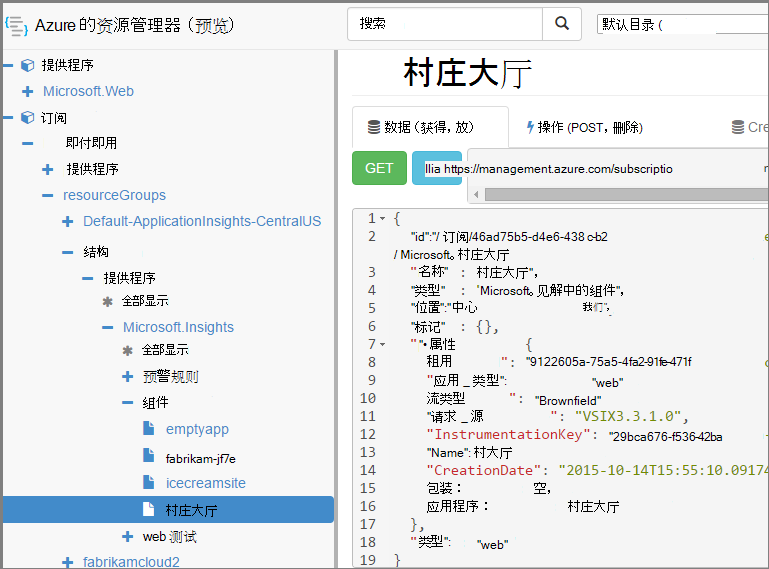 Azure 的资源管理器（预览）
搜索
默认目录 (
提供程序
Microsoft.Web
订阅
即付即用
提供程序
resourceGroups
Default-ApplicationInsights-CentralUS
结构
提供程序
全部显示
Microsoft.Insights
全部显示
预警规则
组件
emptyapp
fabrikam-jf7e
icecreamsite
村庄大厅
web 测试
fabrikamcloud2
村庄大厅
数据 (获得，放)
操作 (POST，删除)
Cre
GET
llia https://management.azure.com/subscriptio
1 {
2 "id":"/ 订阅/46ad75b5-d4e6-438 c-b2
/ Microsoft。村庄大厅
3 "名称" : 村庄大厅",
4 "类型" : "Microsoft。见解中的组件",
5 "位置":"中心 我们",
6 "标记" : {},
7 "• 属性 {
8 租用 ": "9122605a-75a5-4fa2-91fe-471f
9 "应用 _ 类型": "web"
10 流类型 ": "Brownfield"
11 "请求 _ 源 ": "VSIX3.3.1.0",
12 "InstrumentationKey": "29bca676-f536-42ba
13 "Name": 村大厅
14 "CreationDate": "2015-10-14T15:55:10.09174
15 包装： 空，
16 应用程序： 村庄大厅
17 },
18 "类型": "web"
19 }